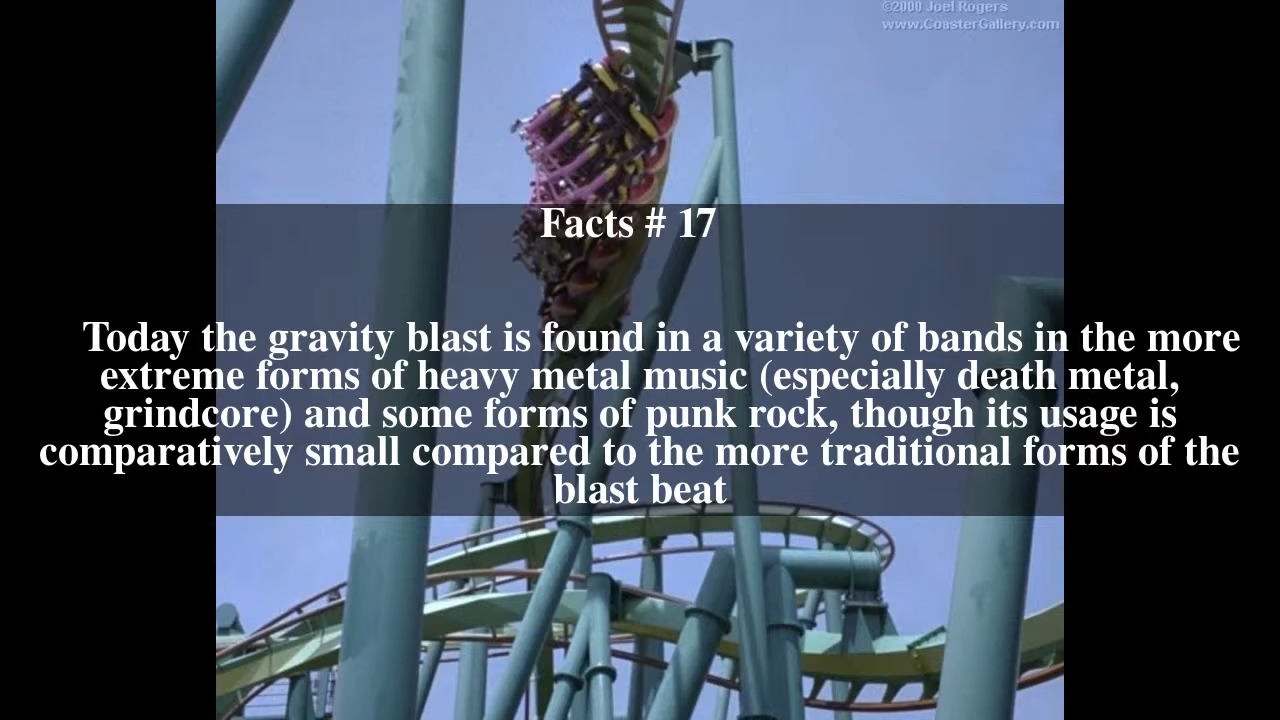 ©2000 Joel Rogers
www.CoasterGallery.com
Facts # 17
Today the gravity blast is found in a variety of bands in the more
extreme forms of heavy metal music (especially death metal,
grindcore) and some forms of punk rock, though its usage is
comparatively small compared to the more traditional forms of the
blast beat